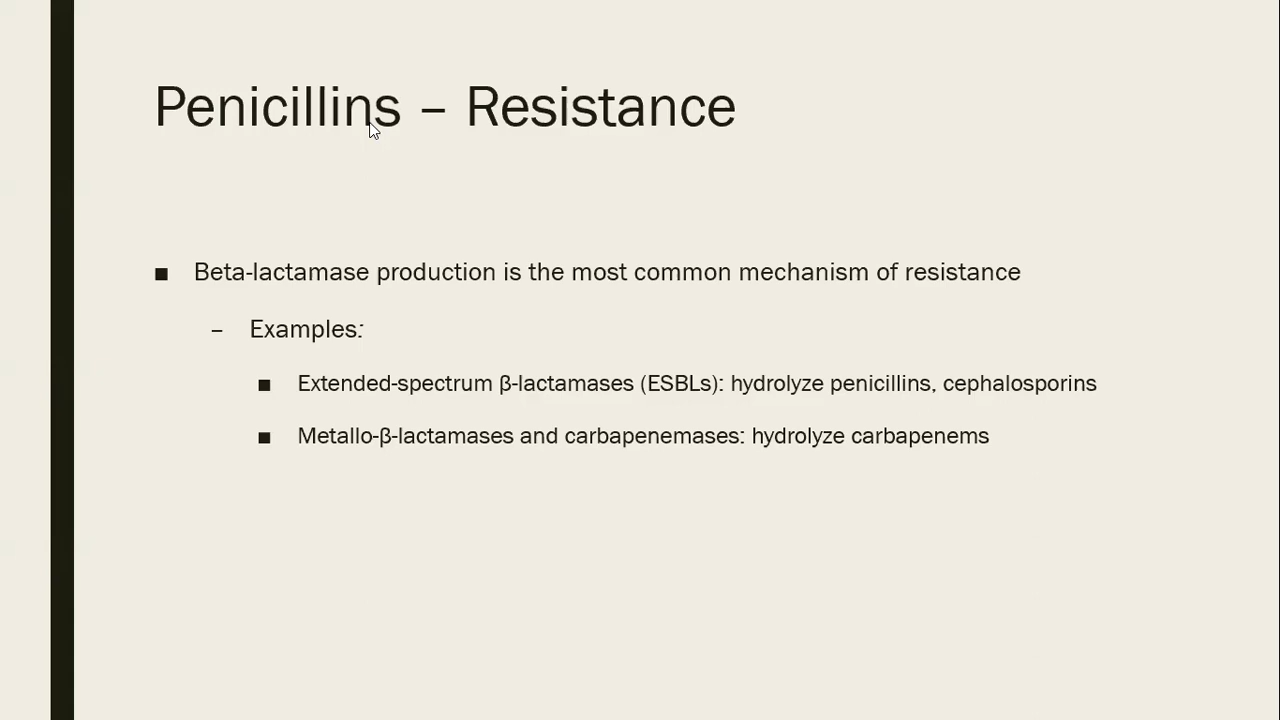 Penicillins – Resistance
■ Beta-lactamase production is the most common mechanism of resistance
– Examples:
■ Extended-spectrum β-lactamases (ESBLs): hydrolyze penicillins, cephalosporins
■ Metallo-β-lactamases and carbapenemases: hydrolyze carbapenems